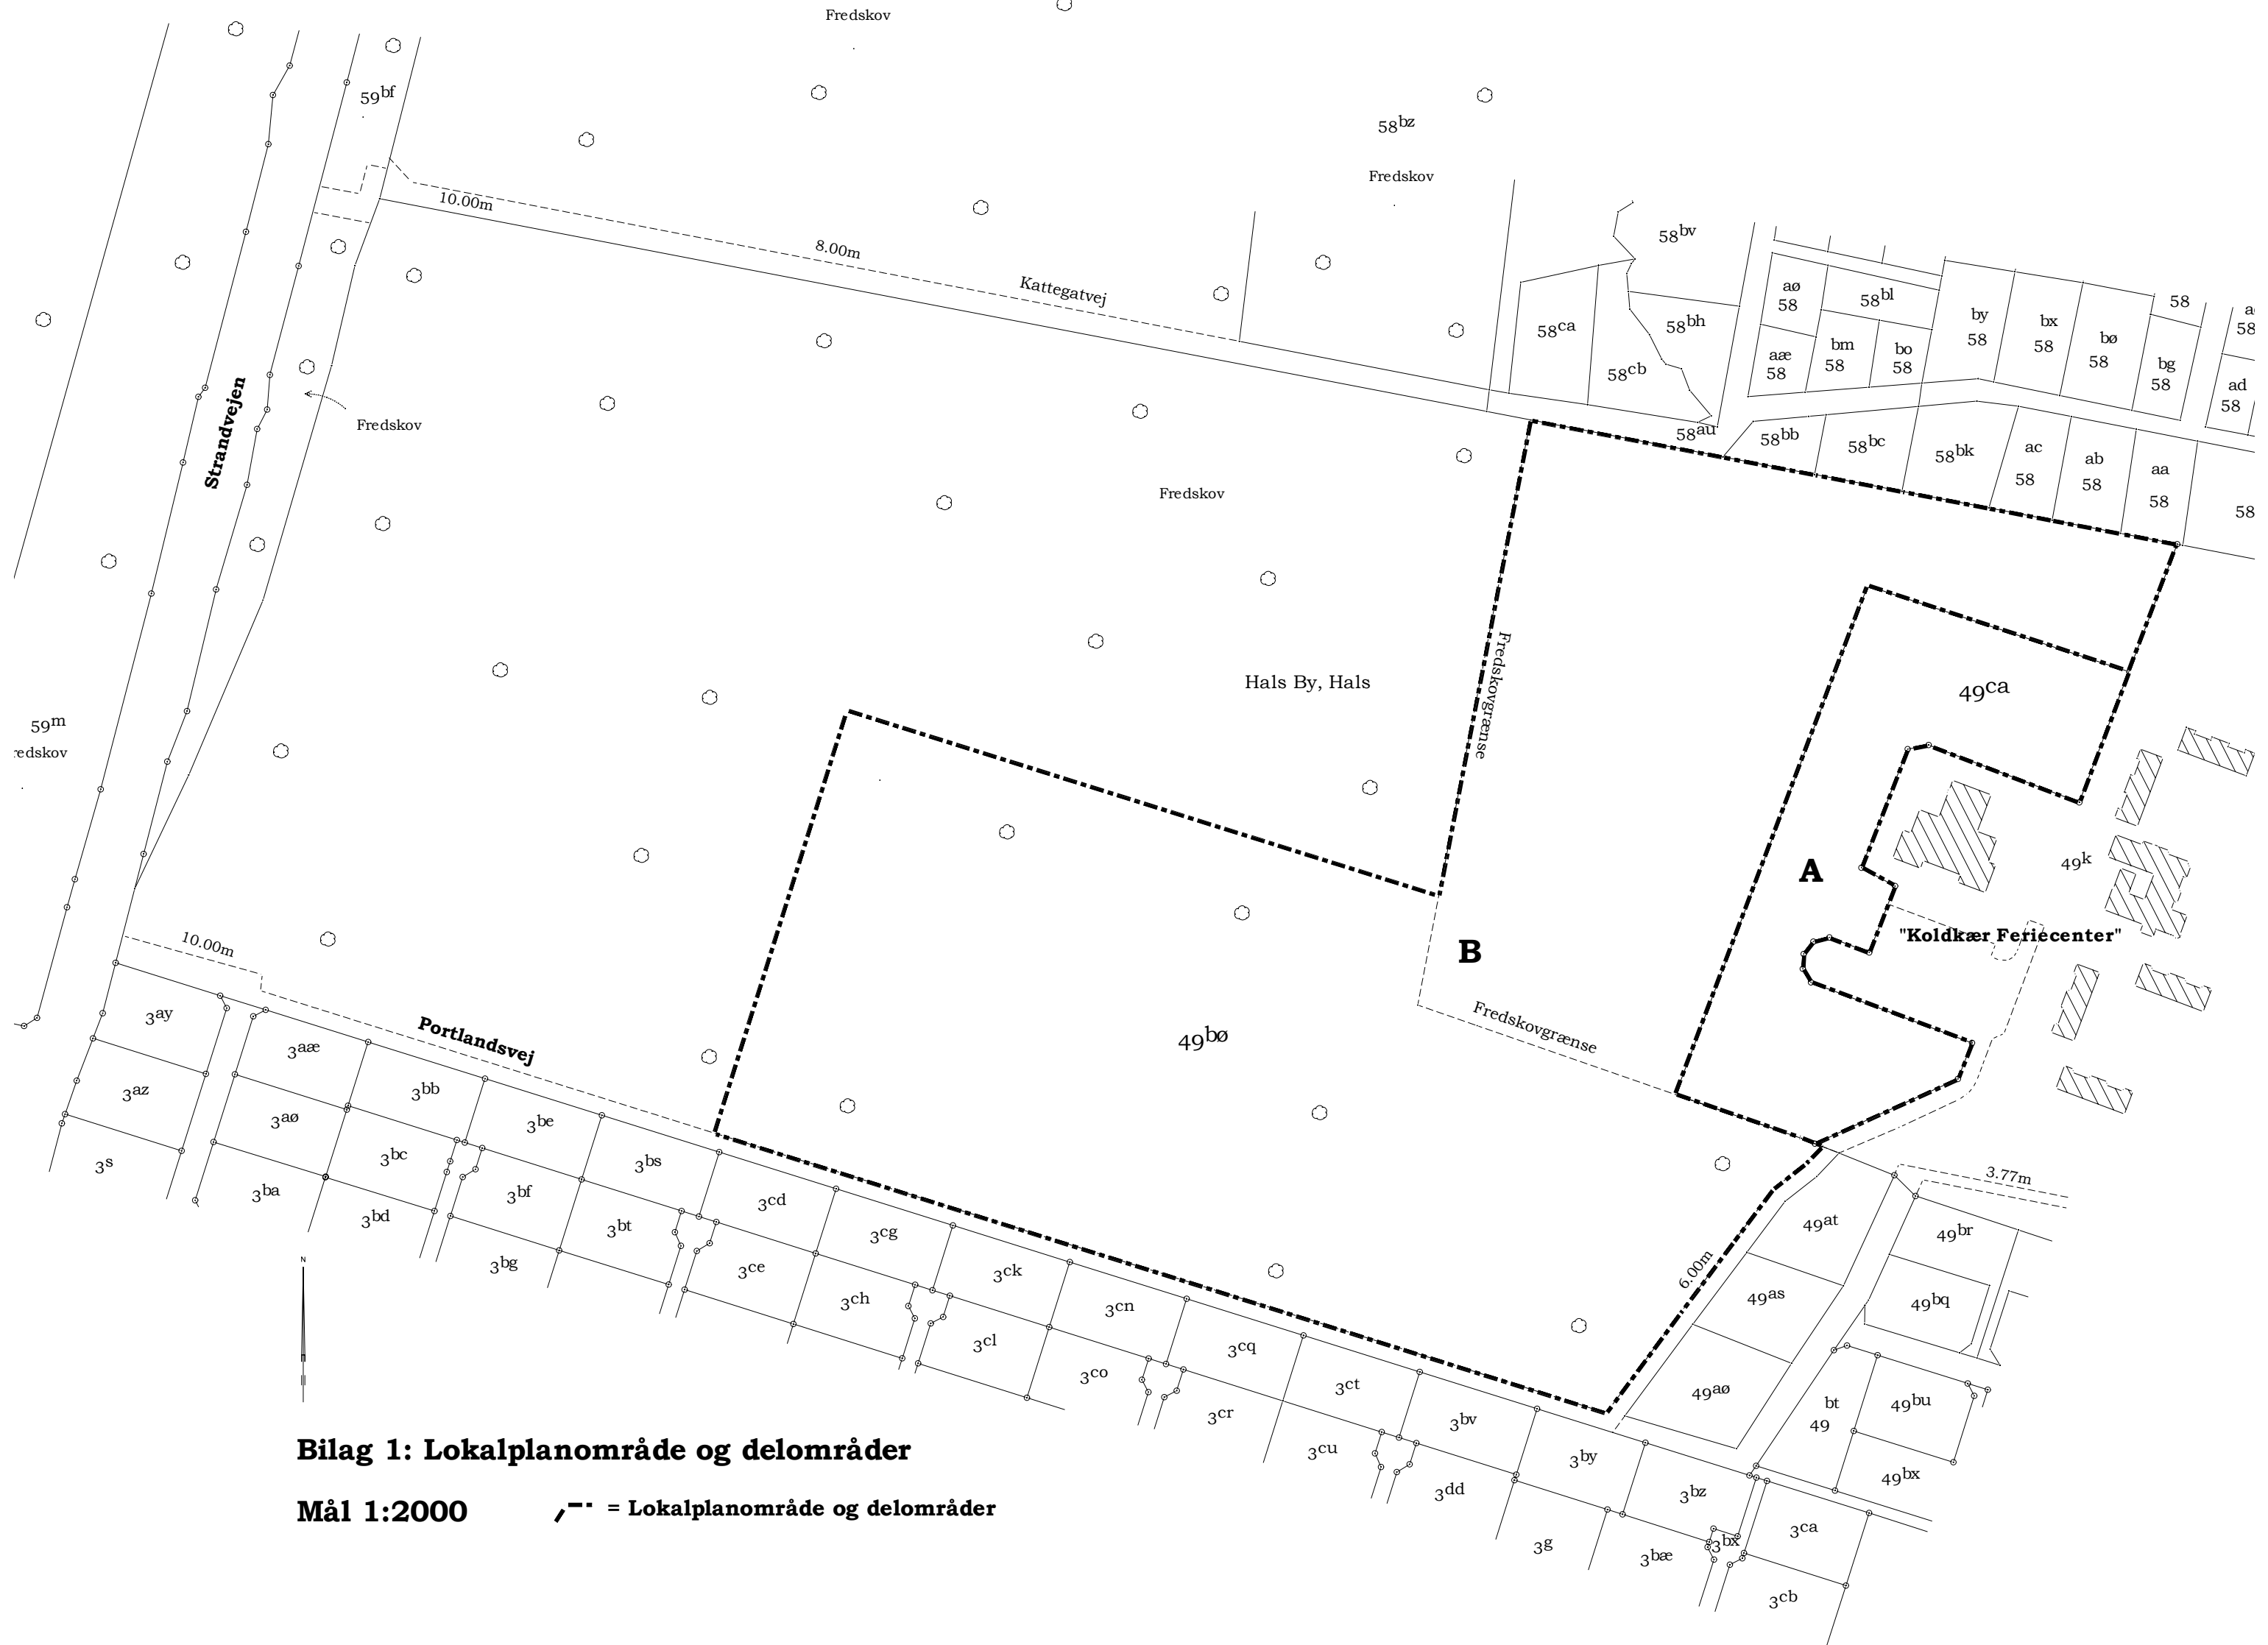 Fredskov
59bf
58bz
Fredskov
10.00m
8.00m
Kattegatvej
58bv
58ca
58bh
58cb
aø
58
58bl
aæ
58
bm
58
bo
58
by
58
bx
58
bø
58
58
bg
58
a
58
ad
58
Strandvejen
Fredskov
58au
58bb
58bc
58bk
ac
58
ab
58
aa
58
58
Fredskov
Hals By, Hals
Fredskovgrænse
49ca
59m
redskov
A
49k
"Koldkær Feriecenter"
B
10.00m
Portlandsvej
Fredskovgrænse
49bø
3ay
3aæ
3bb
3az
3aø
3be
3bc
3bs
3s
3ba
3bf
3cd
3bd
3bt
3cg
3bg
3ce
3ck
3ch
3cn
3cl
3cq
3co
3ct
3cr
3bv
3cu
3by
3dd
3bz
3g
3bæ
3bx
3ca
3cb
3.77m
49at
49br
6.00m
49as
49bq
49aø
bt
49
49bu
49bx
N
Bilag 1: Lokalplanområde og delområder
Mål 1:2000
= Lokalplanområde og delområder